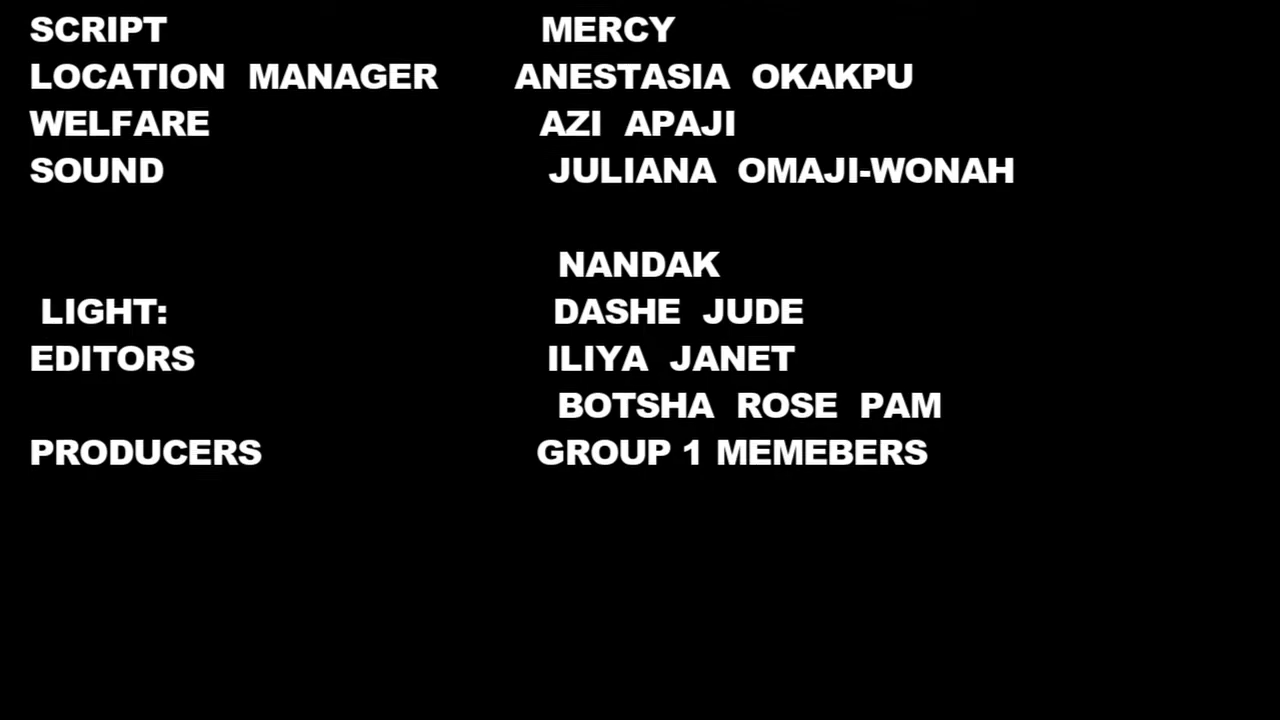 SCRIPT MERCY
LOCATION MANAGER ANESTASIA OKAKPU
WELFARE AZI APAJI
SOUND JULIANA OMAJI-WONAH
NANDAK
LIGHT: DASHE JUDE
EDITORS ILIYA JANET
BOTSHA ROSE PAM
PRODUCERS GROUP 1 MEMEBERS